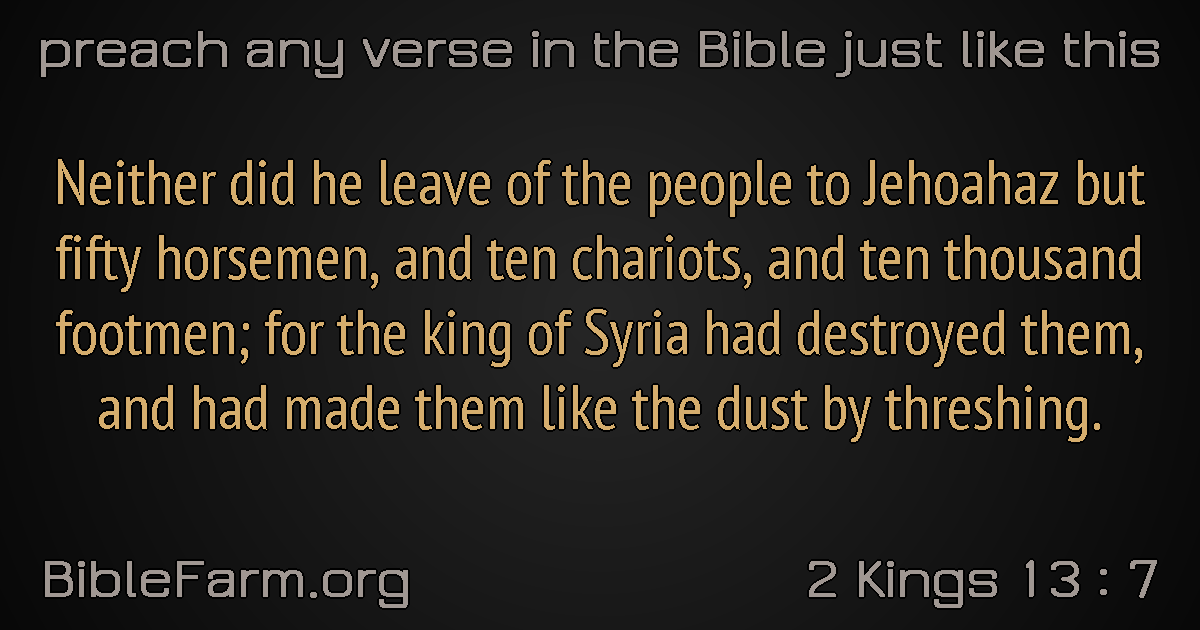 preach any verse in the Bible just like this
Neither did he leave of the people to Jehoahaz but
fifty horsemen, and ten chariots, and ten thousand
footmen; for the king of Syria had destroyed them,
and had made them like the dust by threshing.
BibleFarm.org
2 Kings 13 : 7